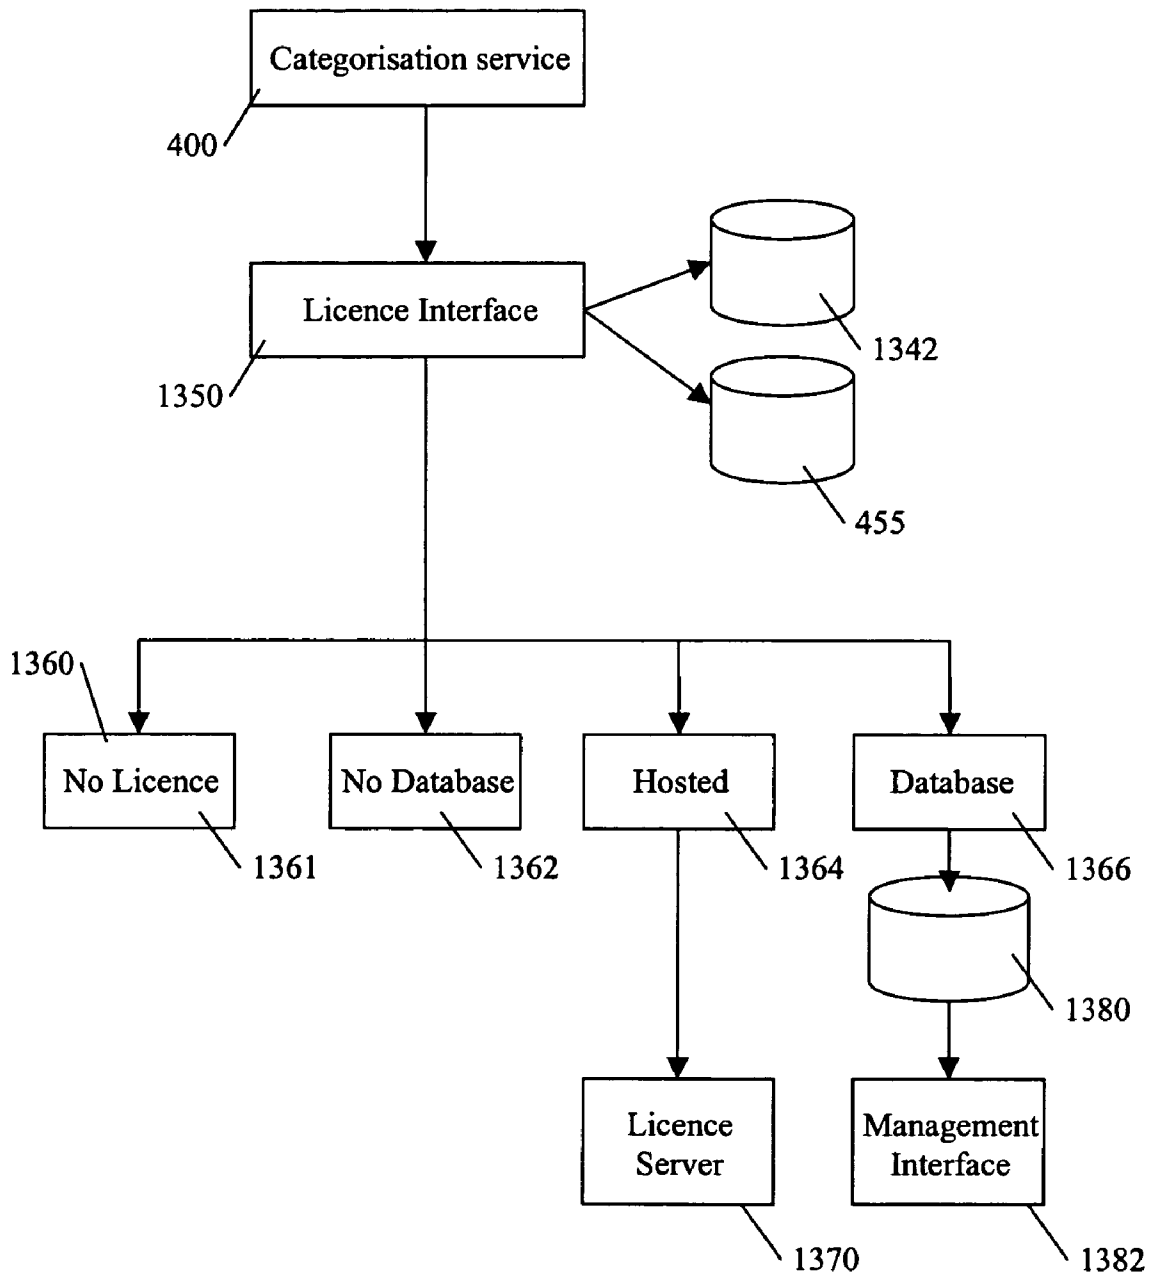 Categorisation service
400
Licence Interface
1342
1350
455
1360
No Licence
No Database
Hosted
Database
1361
1362
1364
1366
1380
Licence
Server
Management
Interface
1370
1382